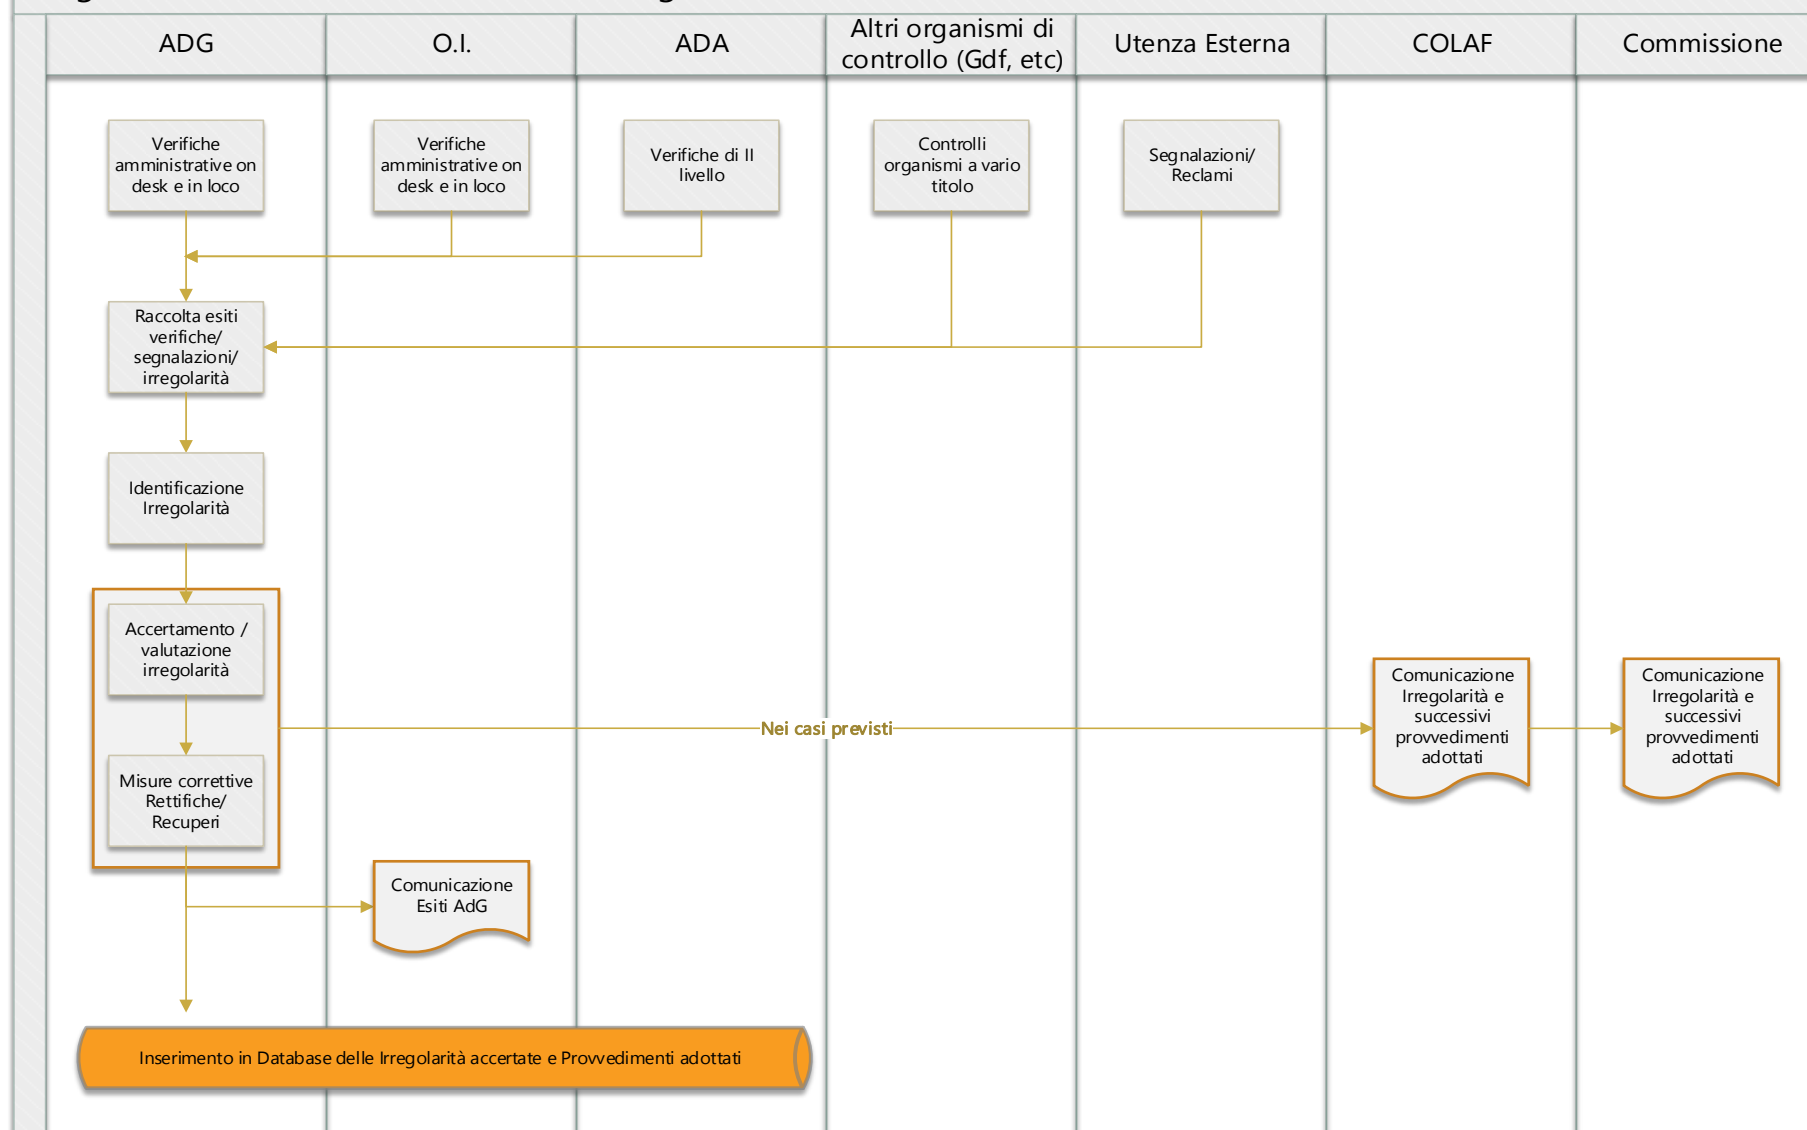 ADG
O.I.
ADA
Altri organismi di
controllo (Gdf, etc)
Utenza Esterna
COLAF
Commissione
Verifiche
amministrative on
desk e in loco
Verifiche
amministrative on
desk e in loco
Verifiche di II
livello
Controlli
organismi a vario
titolo
Segnalazioni/
Reclami
Raccolta esiti
verifiche/
segnalazioni/
irregolarità
Identificazione
Irregolarità
Accertamento /
valutazione
irregolarità
Nei casi previsti
Comunicazione
Irregolarità e
successivi
provvedimenti
adottati
Comunicazione
Irregolarità e
successivi
provvedimenti
adottati
Misure correttive
Rettifiche/
Recuperi
Comunicazione
Esiti AdG
Inserimento in Database delle Irregolarità accertate e Provvedimenti adottati